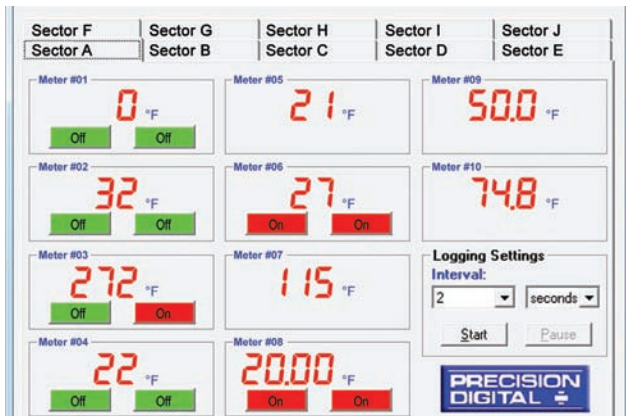 Sector F Sector G Sector H Sector I Sector J
Sector A Sector B Sector C Sector D Sector E
Meter #01 Meter #05 Meter #09
0 °F 21 °F 50.0 °F
Off Off
Meter #02 Meter #06 Meter #10
32 °F 27 °F 74.8 °F
Off Off On On
Meter #03 Meter #07 Logging Settings
272 °F 115 °F Interval:
Off On 2 seconds
Meter #04 Meter #08 Start Pause
22 °F 20.00 °F PRECISION
Off Off On On DIGITAL